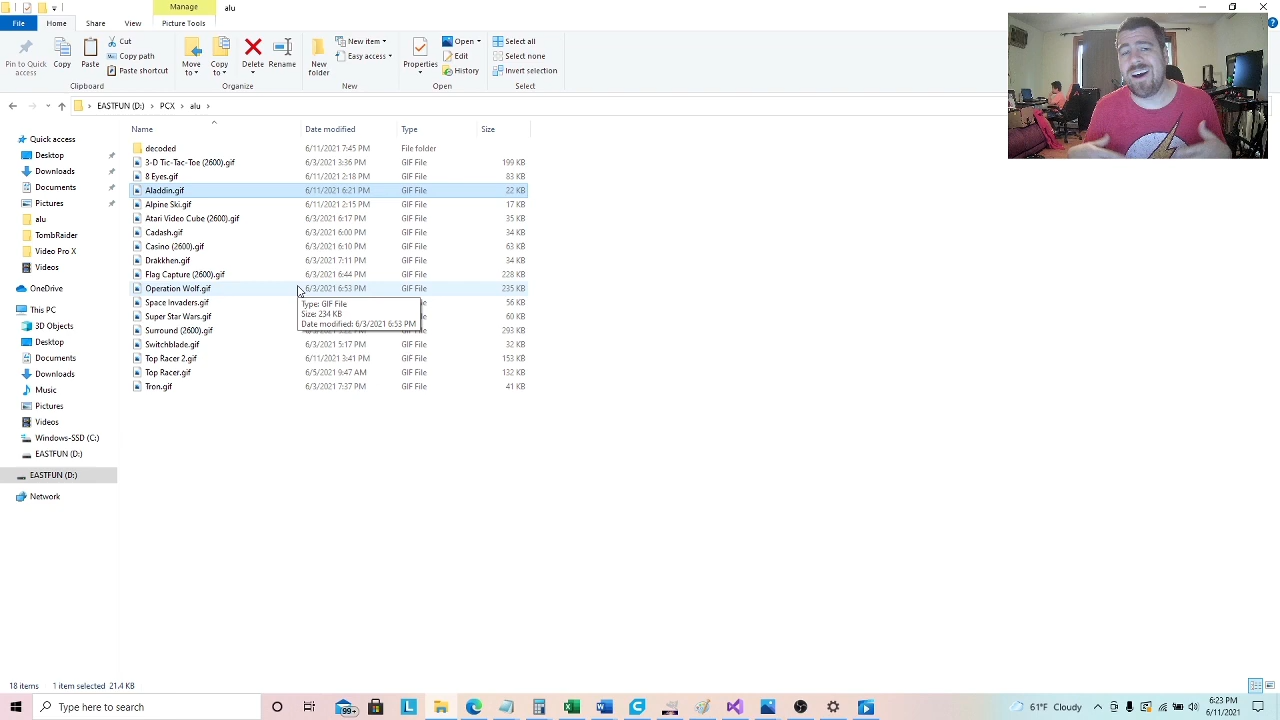 Manage
alu
File
Home
Share
View
Picture Tools
Pin to Quick access
Copy
Paste
Cut
Copy path
Paste shortcut
Clipboard
Move to
Copy to
Delete
Rename
Organize
New folder
New item
Easy access
New
Properties
Open
Edit
History
Open
Select all
Select none
Invert selection
Select
EASTFUN (D:) > PCX > alu >
Name Date modified Type Size
Quick access
Desktop
Downloads
Documents
Pictures
alu
TombRaider
Video Pro X
Videos
OneDrive
This PC
3D Objects
Desktop
Documents
Downloads
Music
Pictures
Videos
Windows-SSD (C:)
EASTFUN (D:)
EASTFUN (D:)
Network
decoded 6/11/2021 7:45 PM File folder
3-D Tic-Tac-Toe (2600).gif 6/3/2021 3:36 PM GIF File 199 KB
8 Eyes.gif 6/11/2021 2:18 PM GIF File 83 KB
Aladdin.gif 6/11/2021 6:21 PM GIF File 22 KB
Alpine Ski.gif 6/11/2021 2:15 PM GIF File 17 KB
Atari Video Cube (2600).gif 6/3/2021 6:17 PM GIF File 35 KB
Cadash.gif 6/3/2021 6:00 PM GIF File 34 KB
Casino (2600).gif 6/3/2021 6:10 PM GIF File 63 KB
Drakkhen.gif 6/3/2021 7:11 PM GIF File 34 KB
Flag Capture (2600).gif 6/3/2021 6:44 PM GIF File 228 KB
Operation Wolf.gif 6/3/2021 6:53 PM GIF File 235 KB
Space Invaders.gif 56 KB
Type: GIF File
Size: 234 KB
Date modified: 6/3/2021 6:53 PM
Super Star Wars.gif 60 KB
Surround (2600).gif GIF File 293 KB
Switchblade.gif 6/3/2021 5:17 PM GIF File 32 KB
Top Racer 2.gif 6/11/2021 3:41 PM GIF File 153 KB
Top Racer.gif 6/5/2021 9:47 AM GIF File 132 KB
Tron.gif 6/3/2021 7:37 PM GIF File 41 KB
18 items 1 item selected 21.4 KB
Type here to search
99+
61°F Cloudy
6:23 PM
6/11/2021